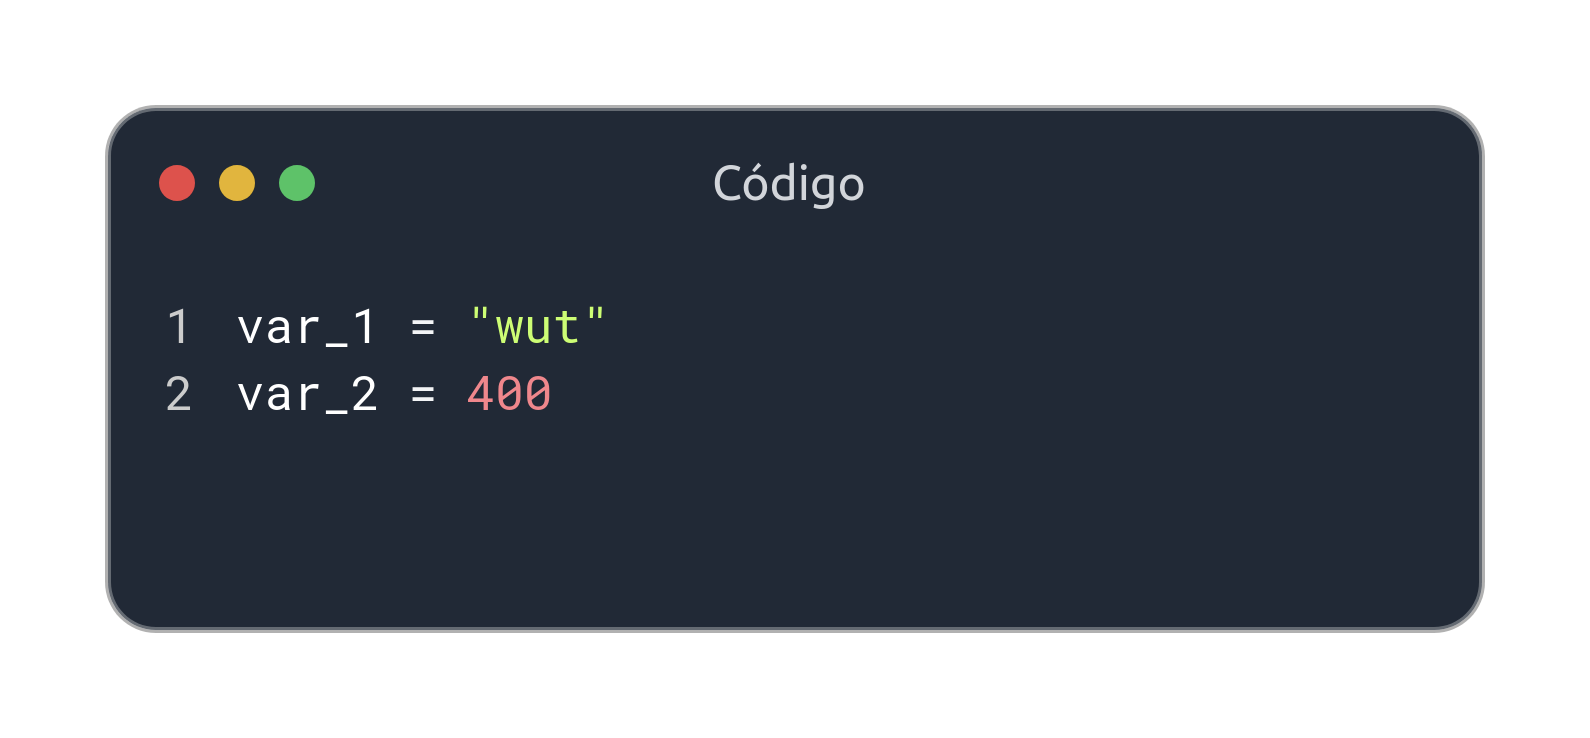 Código
1 var_1 = "wut"
2 var_2 = 400